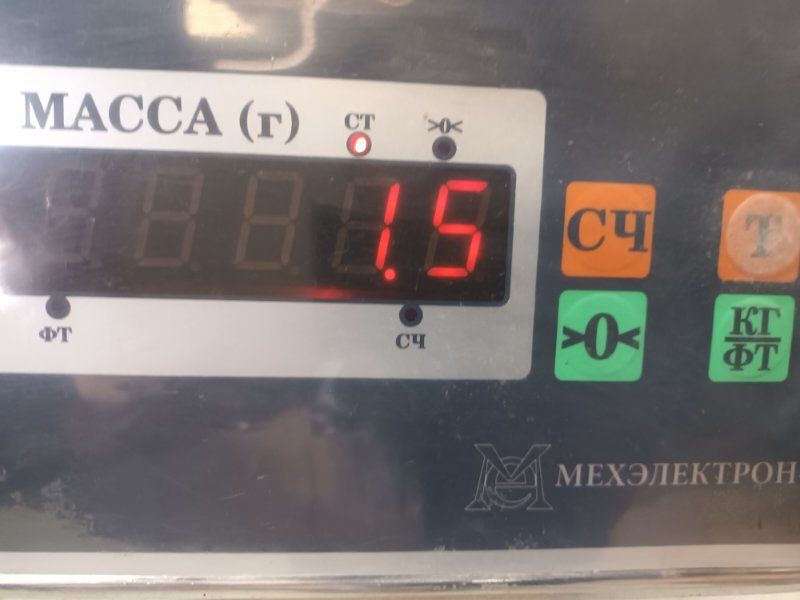 МАССА (г)
СТ
>0<
1.5
ФТ
СЧ
СЧ
Т
>0<
КГ
ФТ
МЕХЭЛЕКТРОН